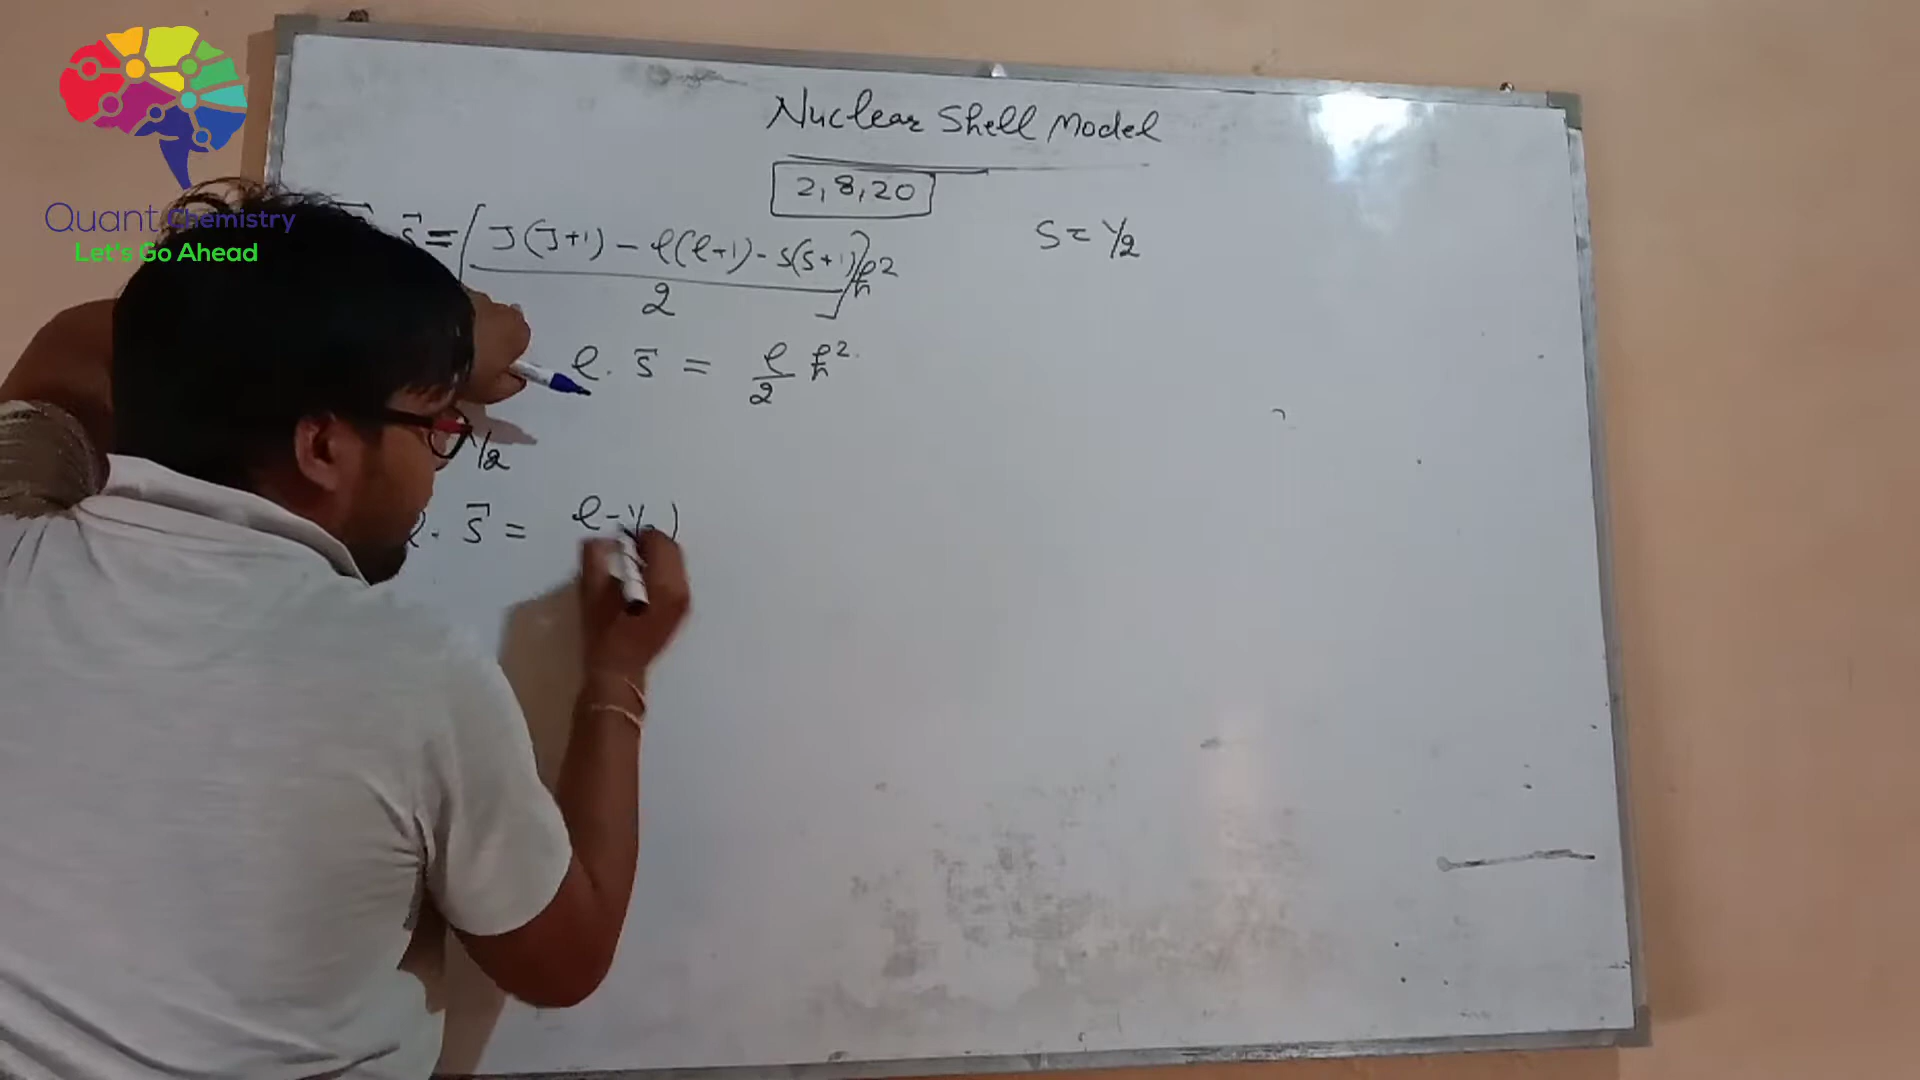 Nuclear Shell Model
2, 8, 20
Quant Chemistry
Let's Go Ahead
s⃗ = [J(J+1) - ℓ(ℓ+1) - s(s+1)] ħ²
2
S = 1/2
ℓ . s⃗ = ℓ/2 ħ²
1/2
ℓ . s⃗ = ℓ - 1/2 )